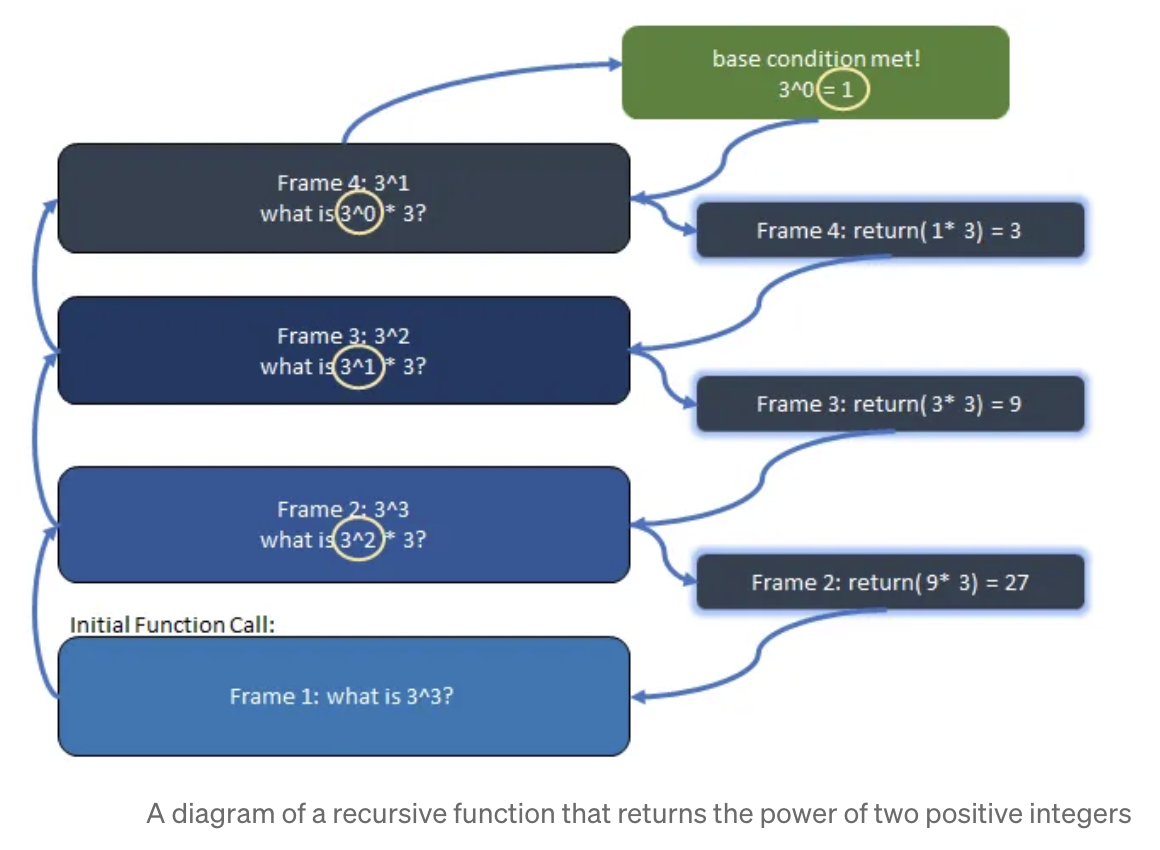 base condition met!
3^0 = 1
Frame 4: 3^1
what is 3^0 * 3?
Frame 4: return( 1* 3) = 3
Frame 3: 3^2
what is 3^1 * 3?
Frame 3: return( 3* 3) = 9
Frame 2: 3^3
what is 3^2 * 3?
Frame 2: return( 9* 3) = 27
Initial Function Call:
Frame 1: what is 3^3?
A diagram of a recursive function that returns the power of two positive integers